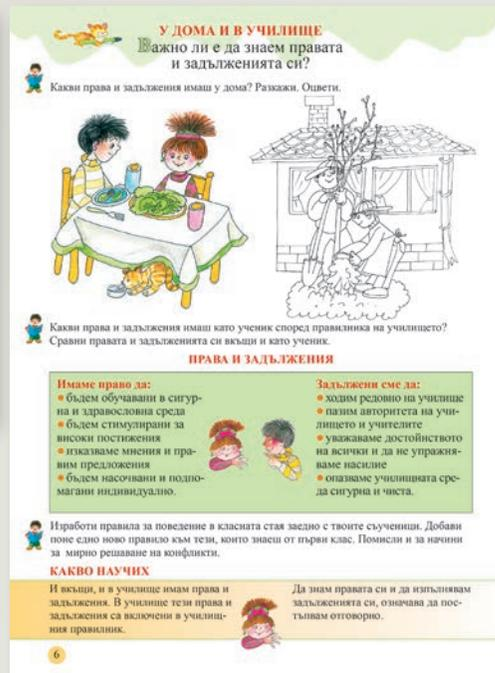 У ДОМА И В УЧИЛИЩЕ
Важно ли е да знаем правата
и задълженията си?
Какви права и задължения имаш у дома? Разкажи. Оцвети.
Какви права и задължения имаш като ученик според правилника на училището?
Сравни правата и задълженията си вкъщи и като ученик.
ПРАВА И ЗАДЪЛЖЕНИЯ
Имаме право да:
• бъдем обучавани в сигур-
на и здравословна среда
• бъдем стимулирани за
високи постижения
• изказваме мнения и пра-
вим предложения
• бъдем насочвани и подпо-
магани индивидуално.
Задължени сме да:
• ходим редовно на училище
• пазим авторитета на учи-
лището и учителите
• уважаваме достойнството
на всички и да не упражня-
ваме насилие
• опазваме училищната сре-
да сигурна и чиста.
Изработи правила за поведение в класната стая заедно с твоите съученици. Добави
поне едно ново правило към тези, които знаеш от първи клас. Помисли и за начини
за мирно решаване на конфликти.
КАКВО НАУЧИХ
И вкъщи, и в училище имам права и
задължения. В училище тези права и
задължения са включени в училищ-
ния правилник.
Да знам правата си и да изпълнявам
задълженията си, означава да пос-
тъпвам отговорно.
6